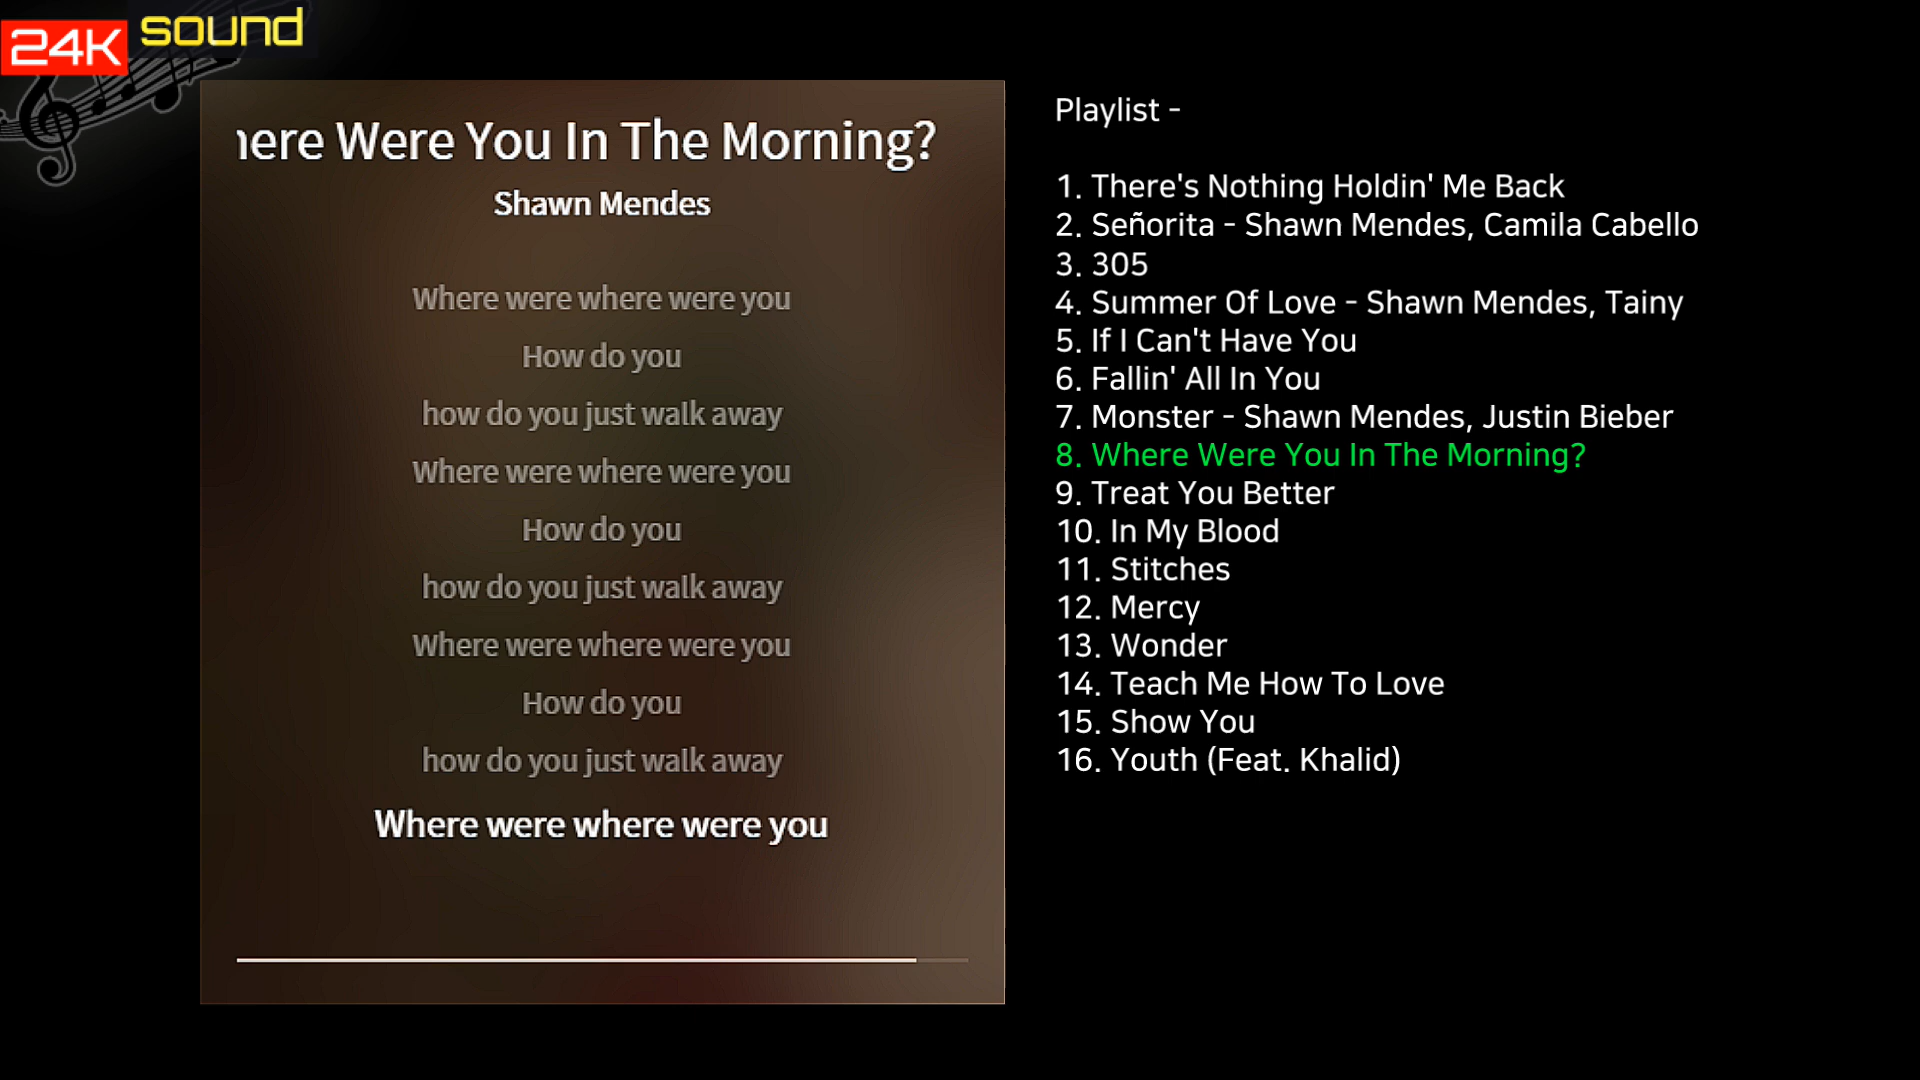 24K sound
here Were You In The Morning?
Shawn Mendes
Where were where were you
How do you
how do you just walk away
Where were where were you
How do you
how do you just walk away
Where were where were you
How do you
how do you just walk away
Where were where were you
Playlist -
1. There's Nothing Holdin' Me Back
2. Señorita - Shawn Mendes, Camila Cabello
3. 305
4. Summer Of Love - Shawn Mendes, Tainy
5. If I Can't Have You
6. Fallin' All In You
7. Monster - Shawn Mendes, Justin Bieber
8. Where Were You In The Morning?
9. Treat You Better
10. In My Blood
11. Stitches
12. Mercy
13. Wonder
14. Teach Me How To Love
15. Show You
16. Youth (Feat. Khalid)